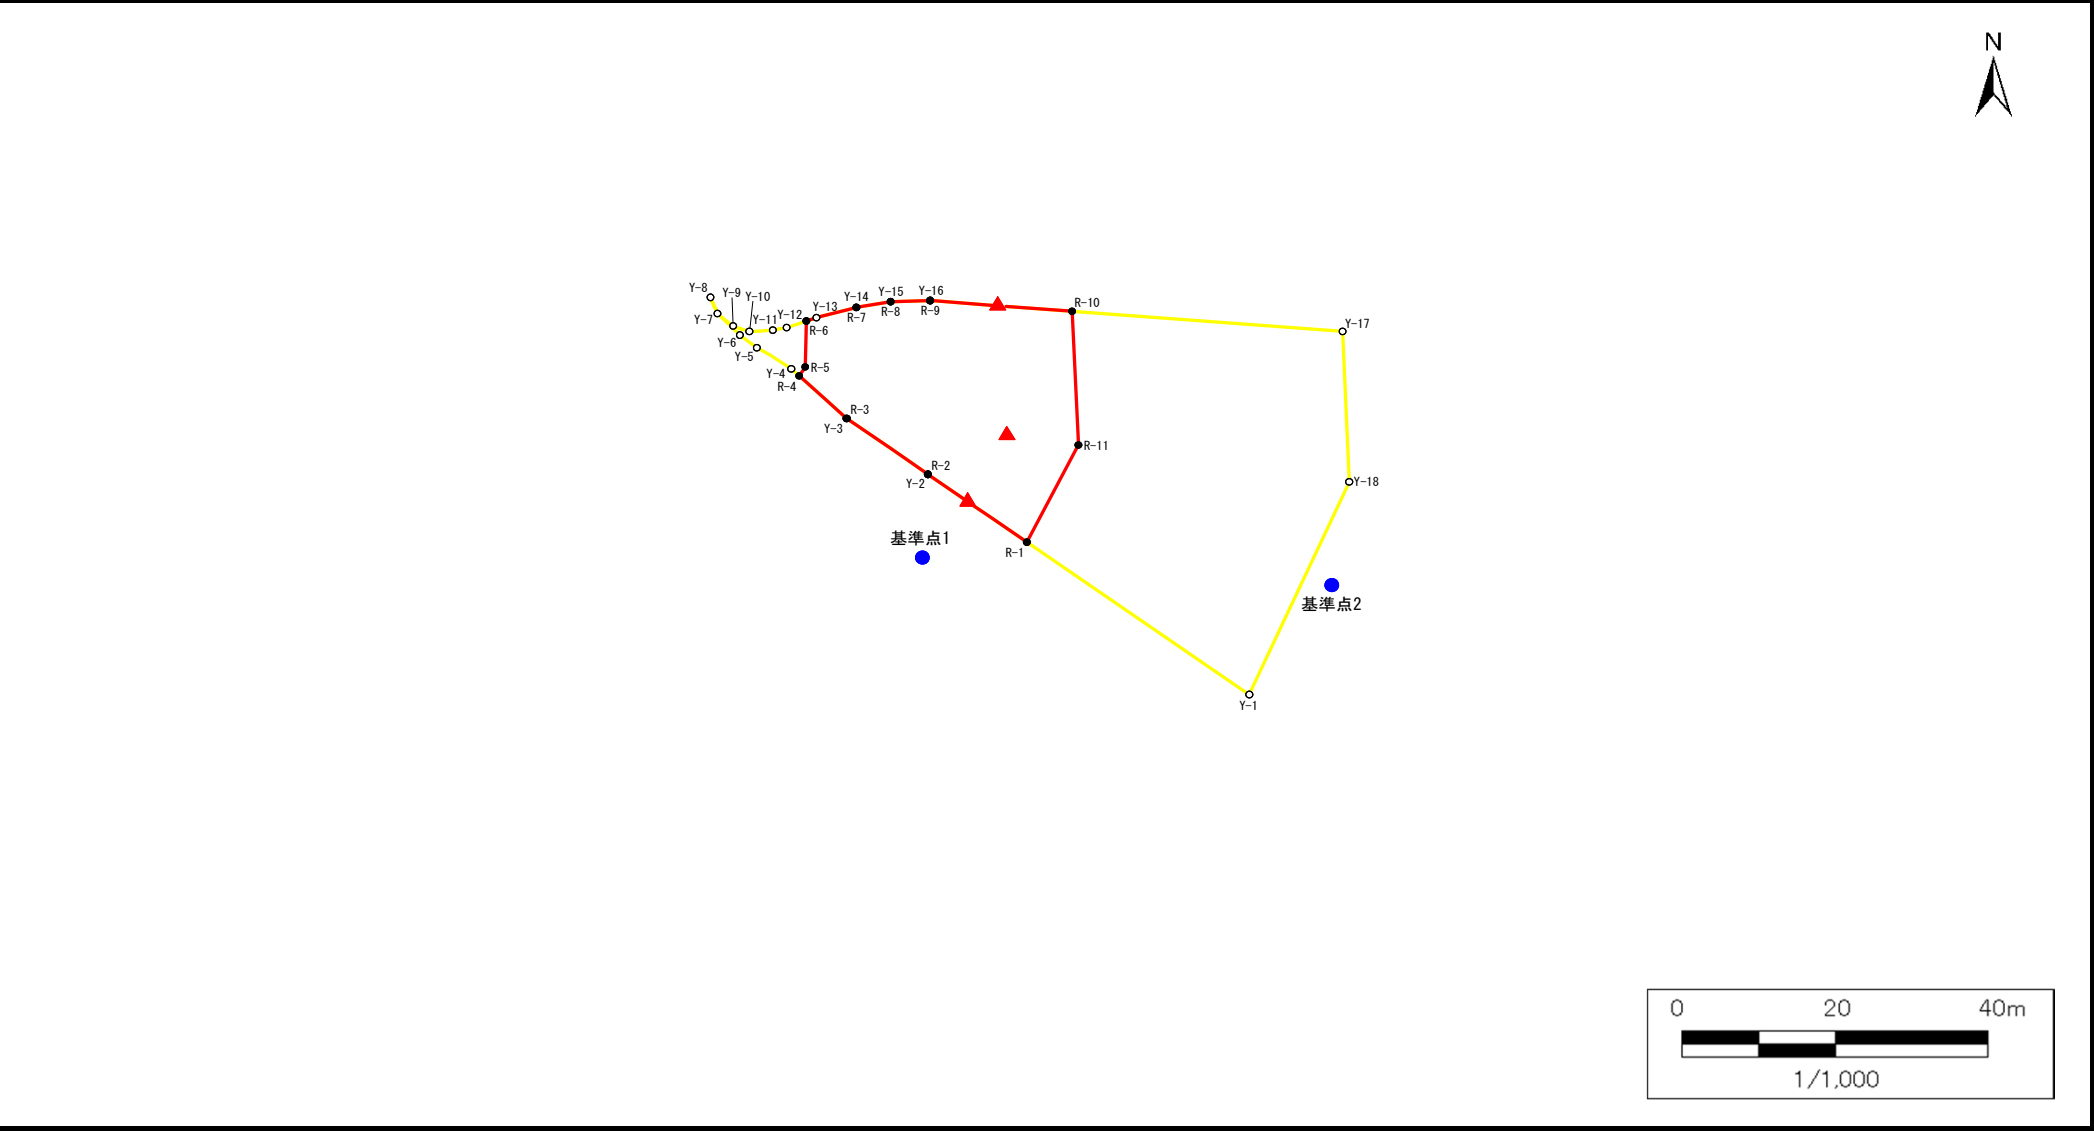 N
Y-8
Y-9
Y-10
Y-7
Y-11
Y-12
Y-13
Y-14
Y-15
Y-16
R-10
R-6
R-7
R-8
R-9
Y-17
Y-6
Y-5
Y-4
R-5
R-4
R-3
Y-3
R-11
R-2
Y-2
Y-18
基準点1
R-1
基準点2
Y-1
0 20 40m
1/1,000